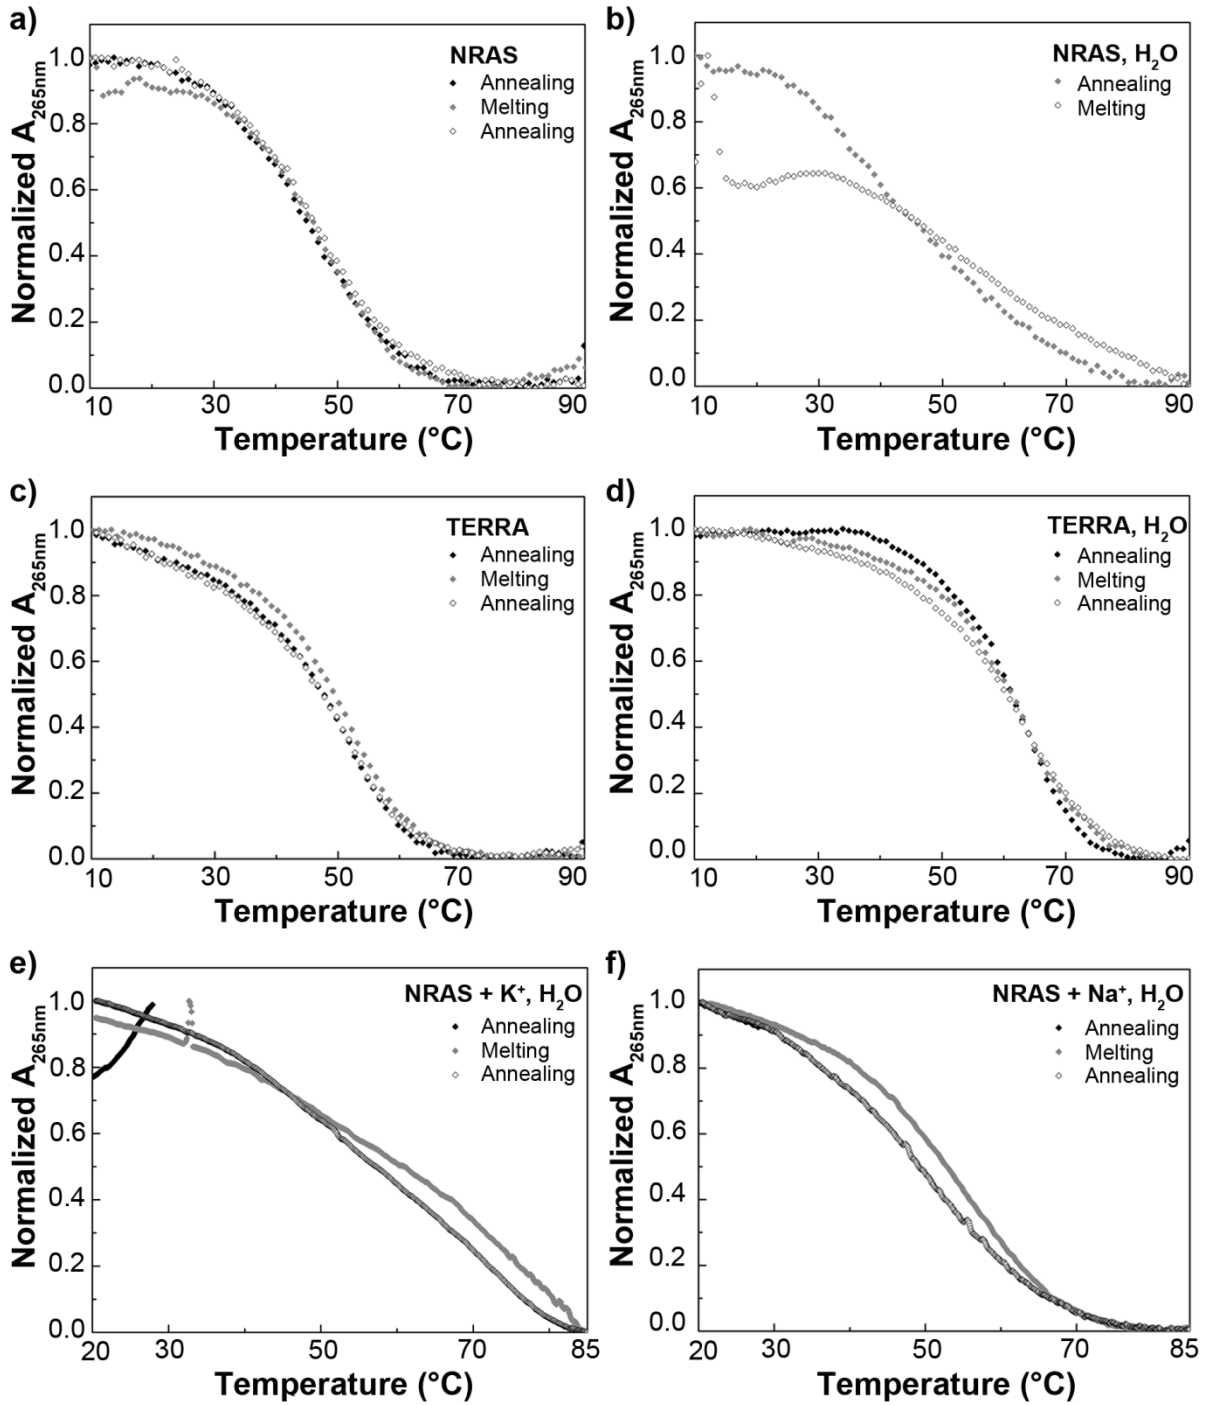 a)
NRAS
Annealing
Melting
Annealing
Normalized A265nm
1.0
0.8
0.6
0.4
0.2
0.0
10 30 50 70 90
Temperature (°C)
b)
NRAS, H2O
Annealing
Melting
Normalized A265nm
1.0
0.8
0.6
0.4
0.2
0.0
10 30 50 70 90
Temperature (°C)
c)
TERRA
Annealing
Melting
Annealing
Normalized A265nm
1.0
0.8
0.6
0.4
0.2
0.0
10 30 50 70 90
Temperature (°C)
d)
TERRA, H2O
Annealing
Melting
Annealing
Normalized A265nm
1.0
0.8
0.6
0.4
0.2
0.0
10 30 50 70 90
Temperature (°C)
e)
NRAS + K⁺, H2O
Annealing
Melting
Annealing
Normalized A265nm
1.0
0.8
0.6
0.4
0.2
0.0
20 30 50 70 85
Temperature (°C)
f)
NRAS + Na⁺, H2O
Annealing
Melting
Annealing
Normalized A265nm
1.0
0.8
0.6
0.4
0.2
0.0
20 30 50 70 85
Temperature (°C)